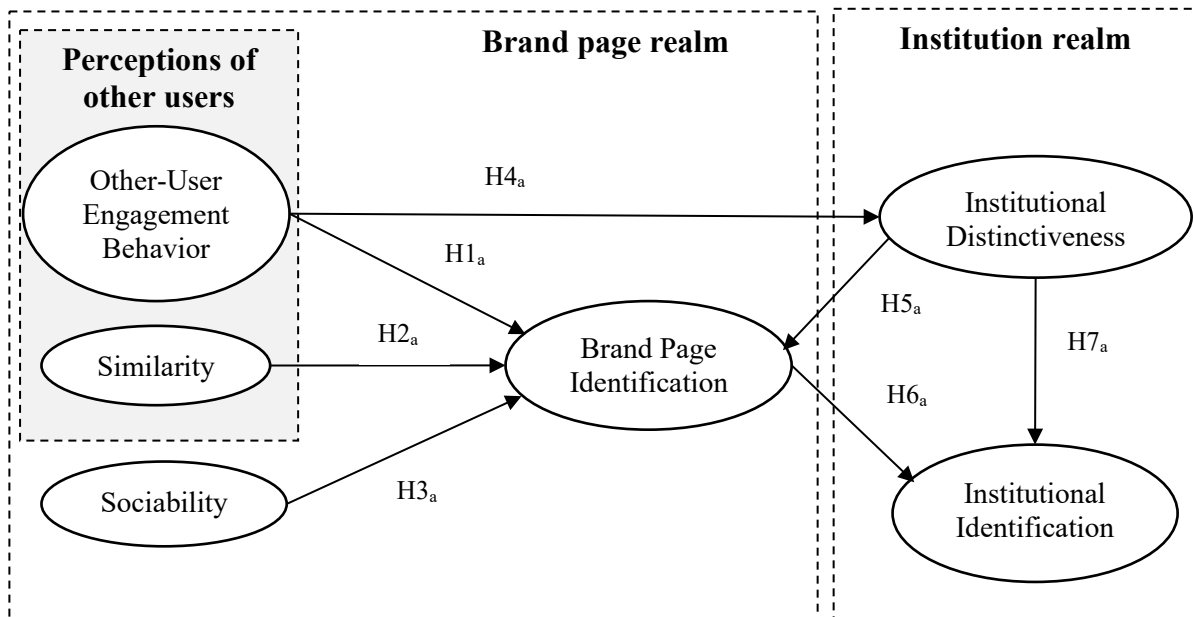 Brand page realm
Institution realm
Perceptions of
other users
Other-User
Engagement
Behavior
H4ₐ
Institutional
Distinctiveness
H1ₐ
H5ₐ
H2ₐ
H7ₐ
Similarity
Brand Page
Identification
H6ₐ
H3ₐ
Sociability
Institutional
Identification